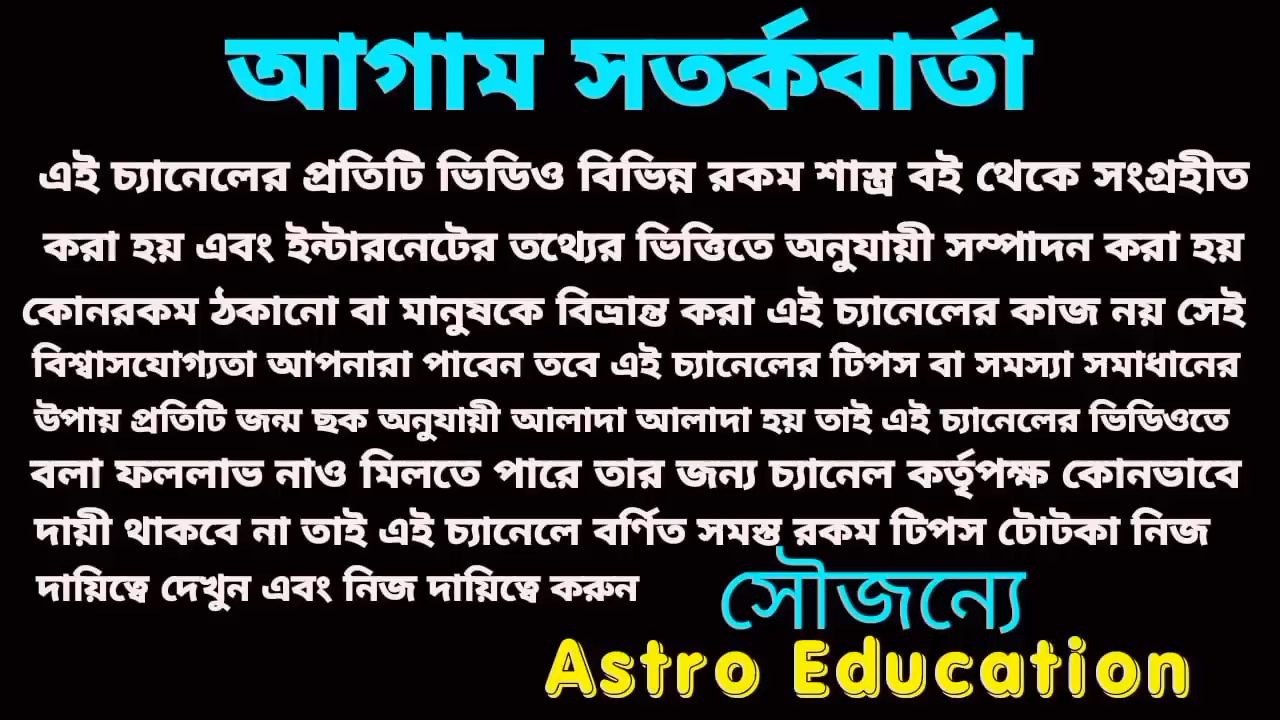 আগাম সতর্কবার্তা
এই চ্যানেলের প্রতিটি ভিডিও বিভিন্ন রকম শাস্ত্র বই থেকে সংগ্রহীত
করা হয় এবং ইন্টারনেটের তথ্যের ভিত্তিতে অনুযায়ী সম্পাদন করা হয়
কোনরকম ঠকানো বা মানুষকে বিভ্রান্ত করা এই চ্যানেলের কাজ নয় সেই
বিশ্বাসযোগ্যতা আপনারা পাবেন তবে এই চ্যানেলের টিপস বা সমস্যা সমাধানের
উপায় প্রতিটি জন্ম ছক অনুযায়ী আলাদা আলাদা হয় তাই এই চ্যানেলের ভিডিওতে
বলা ফললাভ নাও মিলতে পারে তার জন্য চ্যানেল কর্তৃপক্ষ কোনভাবে
দায়ী থাকবে না তাই এই চ্যানেলে বর্ণিত সমস্ত রকম টিপস টোটকা নিজ
দায়িত্বে দেখুন এবং নিজ দায়িত্বে করুন
সৌজন্যে
Astro Education